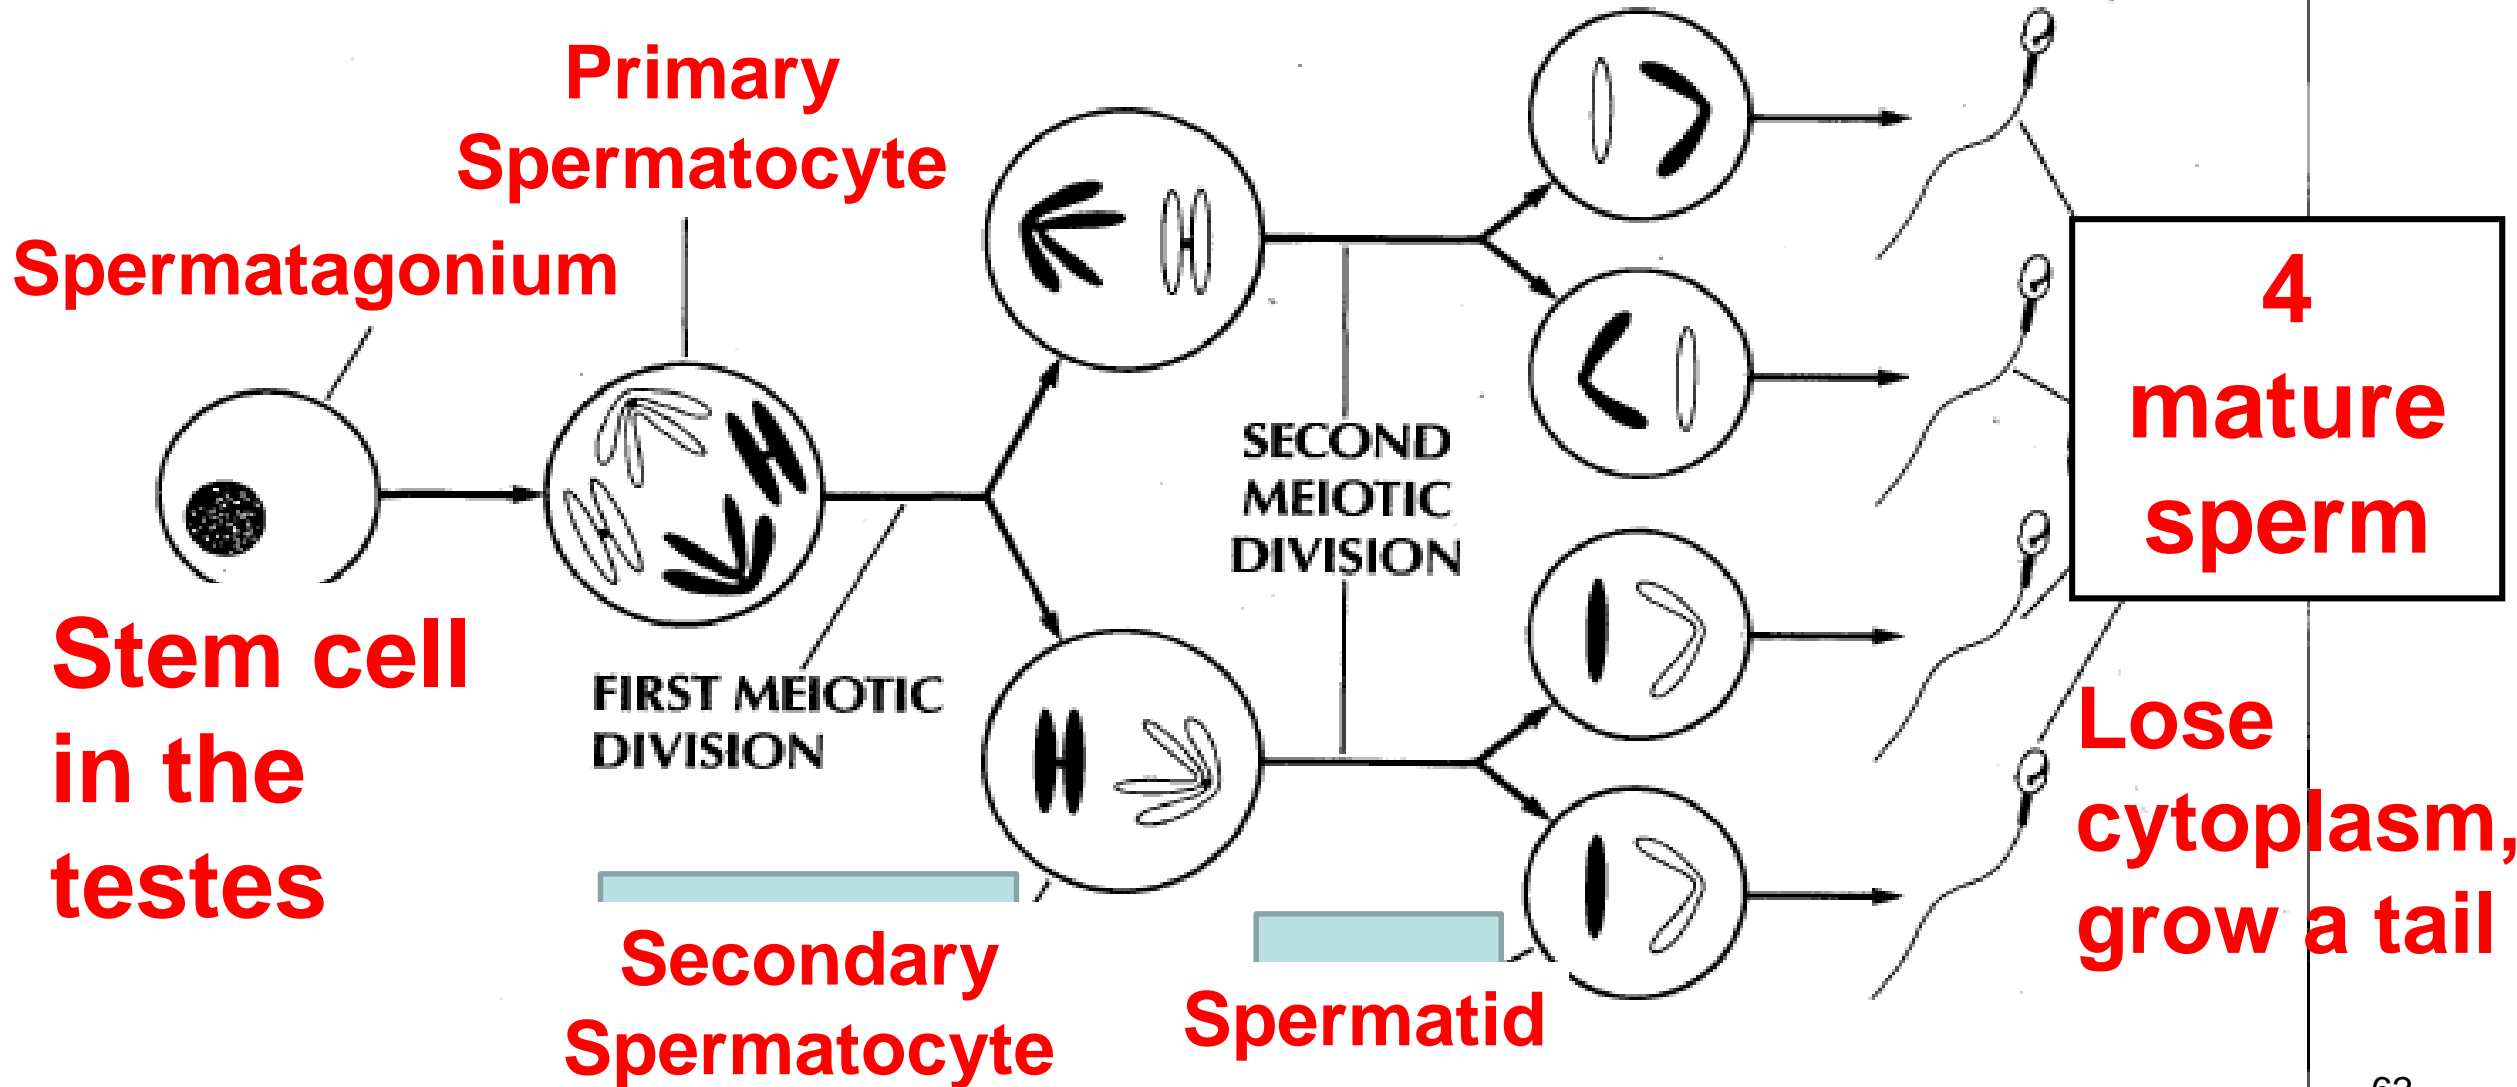 Primary
Spermatocyte
Spermatagonium
Stem cell
in the
testes
FIRST MEIOTIC
DIVISION
Secondary
Spermatocyte
SECOND
MEIOTIC
DIVISION
Spermatid
4
mature
sperm
Lose
cytoplasm,
grow a tail